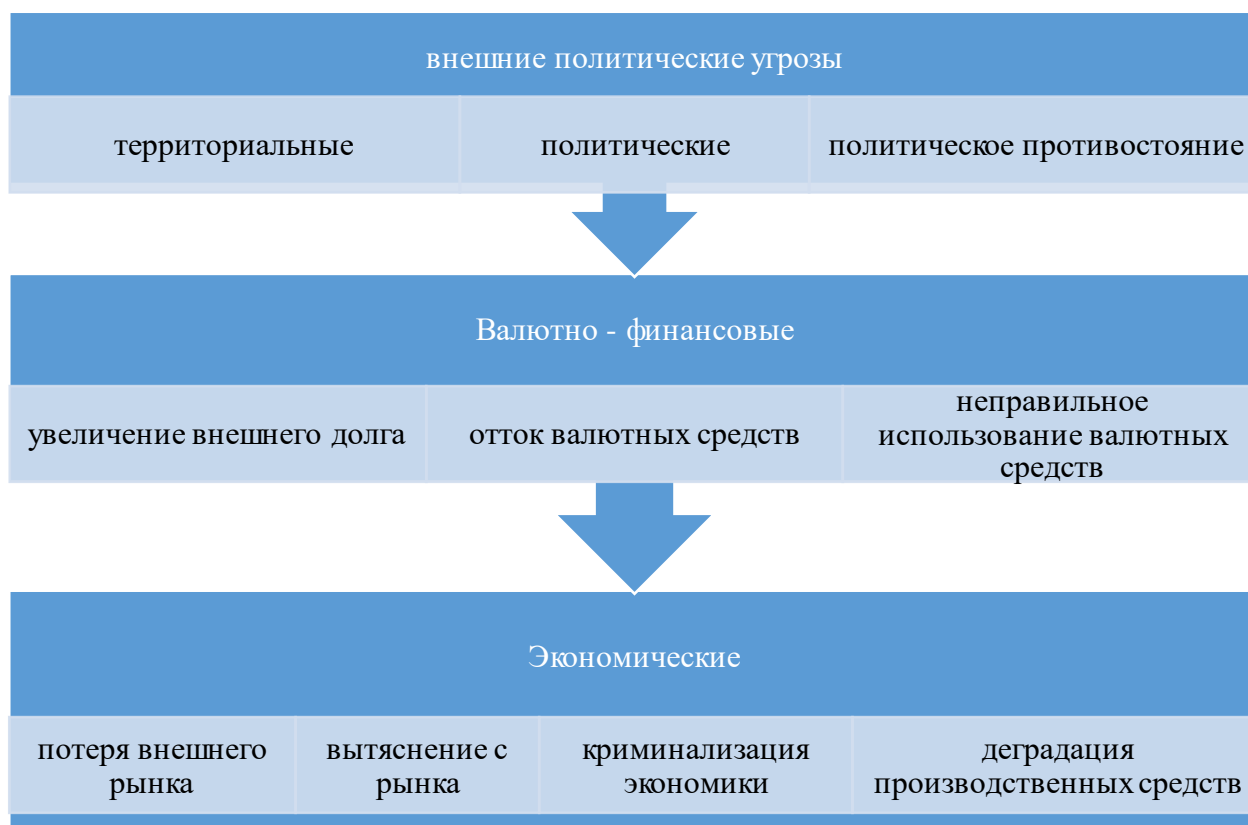 внешние политические угрозы
территориальные
политические
политическое противостояние
Валютно - финансовые
увеличение внешнего долга
отток валютных средств
неправильное
использование валютных
средств
Экономические
потеря внешнего
рынка
вытяснение с
рынка
криминализация
экономики
деградация
производственных средств